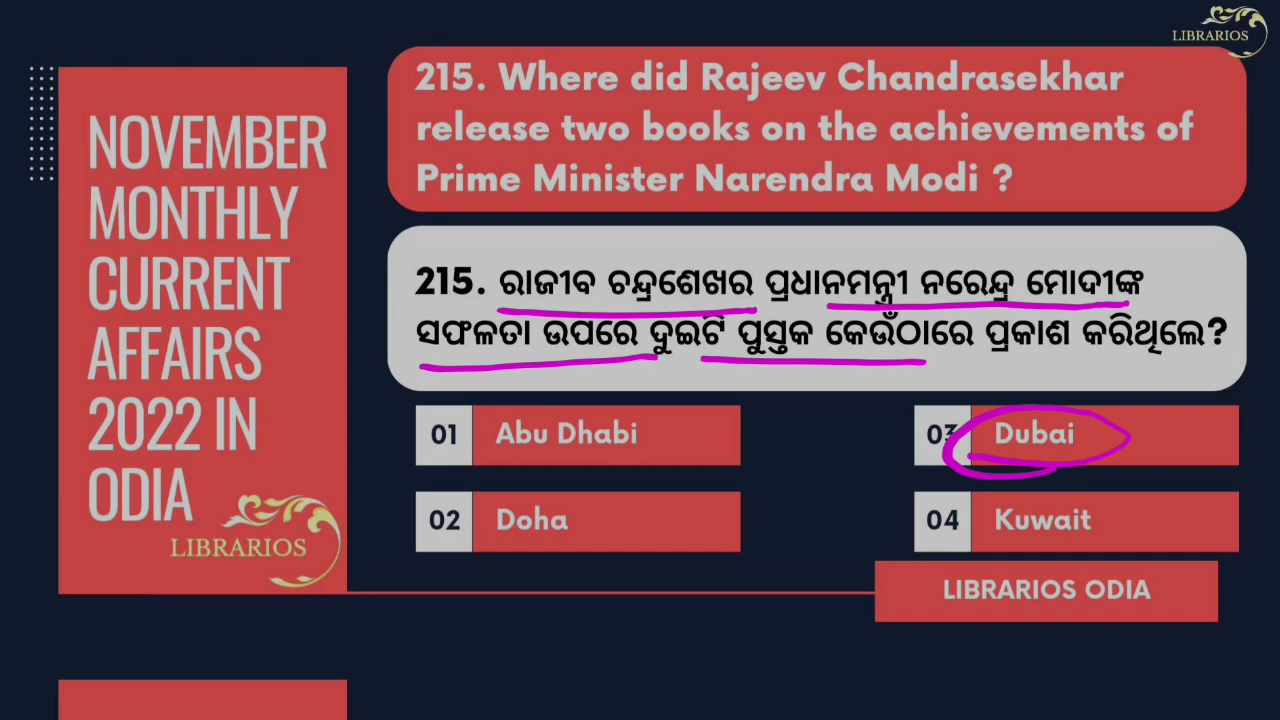 LIBRARIOS
NOVEMBER
MONTHLY
CURRENT
AFFAIRS
2022 IN
ODIA
LIBRARIOS
215. Where did Rajeev Chandrasekhar
release two books on the achievements of
Prime Minister Narendra Modi ?
215. ରାଜୀବ ଚନ୍ଦ୍ରଶେଖର ପ୍ରଧାନମନ୍ତ୍ରୀ ନରେନ୍ଦ୍ର ମୋଦୀଙ୍କ
ସଫଳତା ଉପରେ ଦୁଇଟି ପୁସ୍ତକ କେଉଁଠାରେ ପ୍ରକାଶ କରିଥିଲେ?
01 Abu Dhabi
02 Doha
03 Dubai
04 Kuwait
LIBRARIOS ODIA